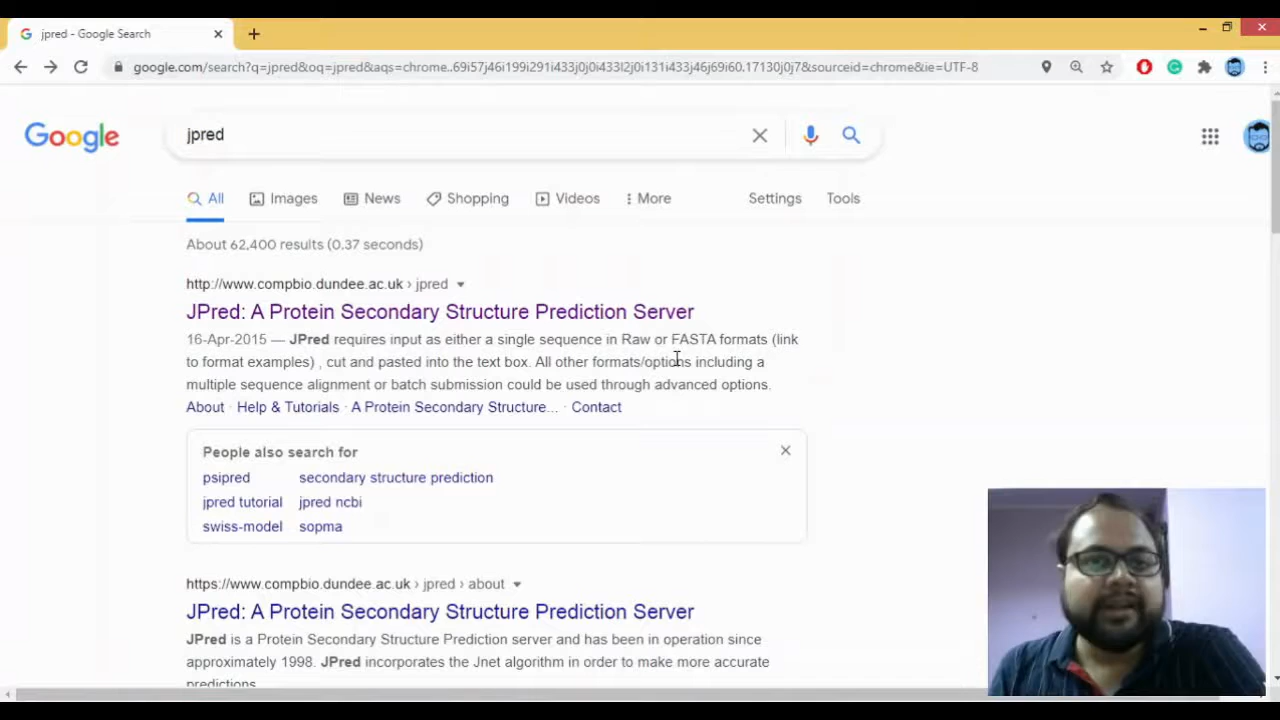 jpred - Google Search
google.com/search?q=jpred&oq=jpred&aqs=chrome..69i57j46i199i291i433j0j0i433l2j0i131i433j46j69i60.17130j0j7&sourceid=chrome&ie=UTF-8
Google
jpred
All Images News Shopping Videos More Settings Tools
About 62,400 results (0.37 seconds)
http://www.compbio.dundee.ac.uk › jpred
JPred: A Protein Secondary Structure Prediction Server
16-Apr-2015 — JPred requires input as either a single sequence in Raw or FASTA formats (link
to format examples) , cut and pasted into the text box. All other formats/options including a
multiple sequence alignment or batch submission could be used through advanced options.
About · Help & Tutorials · A Protein Secondary Structure... · Contact
People also search for
psipred secondary structure prediction
jpred tutorial jpred ncbi
swiss-model sopma
https://www.compbio.dundee.ac.uk › jpred › about
JPred: A Protein Secondary Structure Prediction Server
JPred is a Protein Secondary Structure Prediction server and has been in operation since
approximately 1998. JPred incorporates the Jnet algorithm in order to make more accurate
predictions.